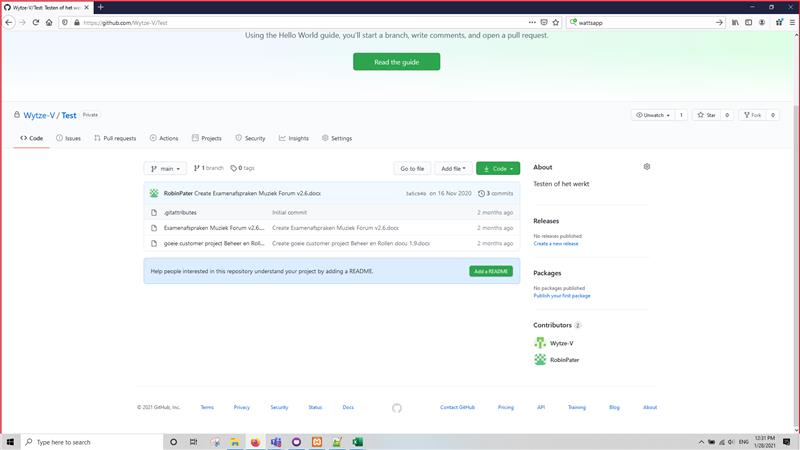 Wytze-V/Test: Testen of het werk
https://github.com/Wytze-V/Test
wattsapp
Using the Hello World guide, you'll start a branch, write comments, and open a pull request.
Read the guide
Wytze-V / Test Private
Unwatch 1 Star 0 Fork 0
Code Issues Pull requests Actions Projects Security Insights Settings
main 1 branch 0 tags Go to file Add file Code
RobinPater Create Examenafspraken Muziek Forum v2.6.docx on 16 Nov 2020 3 commits
.gitattributes Initial commit 2 months ago
Examenafspraken Muziek Forum v2.6.... Create Examenafspraken Muziek Forum v2.6.docx 2 months ago
goeie customer project Beheer en Rol... Create goeie customer project Beheer en Rollen docu 1.9.docx 2 months ago
Help people interested in this repository understand your project by adding a README. Add a README
About
Testen of het werkt
Releases
No releases published
Create a new release
Packages
No packages published
Publish your first package
Contributors 2
Wytze-V
RobinPater
© 2021 GitHub, Inc. Terms Privacy Security Status Docs Contact GitHub Pricing API Training Blog About
Type here to search
ENG
12:31 PM
1/28/2021